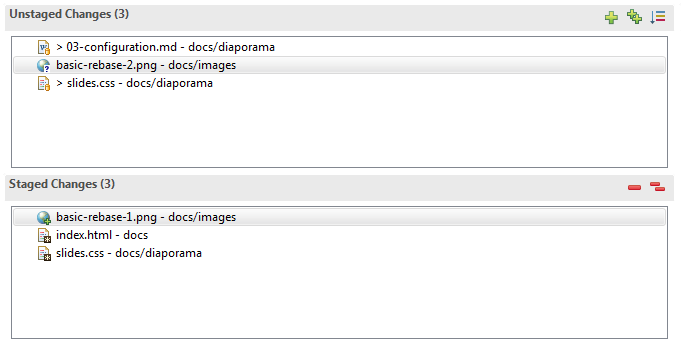 Unstaged Changes (3)
> 03-configuration.md - docs/diaporama
basic-rebase-2.png - docs/images
> slides.css - docs/diaporama
Staged Changes (3)
basic-rebase-1.png - docs/images
index.html - docs
slides.css - docs/diaporama